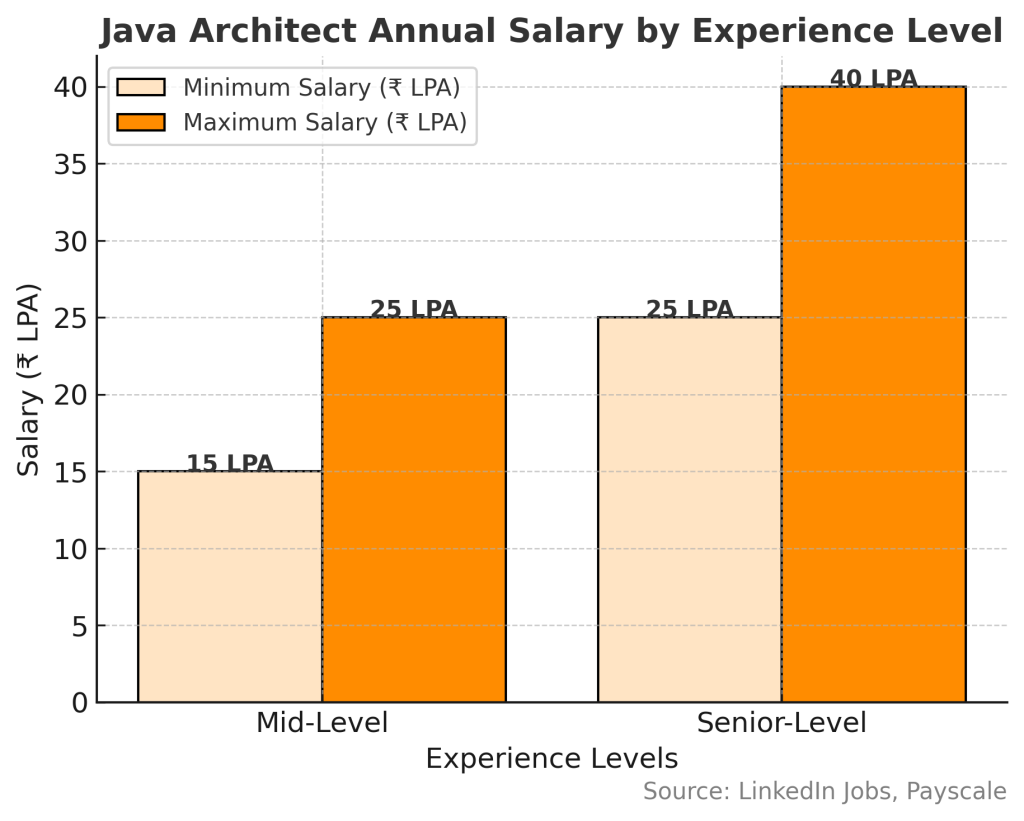 Java Architect Annual Salary by Experience Level
Minimum Salary (₹ LPA)
Maximum Salary (₹ LPA)
Salary (₹ LPA)
40
35
30
25
20
15
10
5
0
15 LPA
25 LPA
25 LPA
40 LPA
Mid-Level
Senior-Level
Experience Levels
Source: LinkedIn Jobs, Payscale